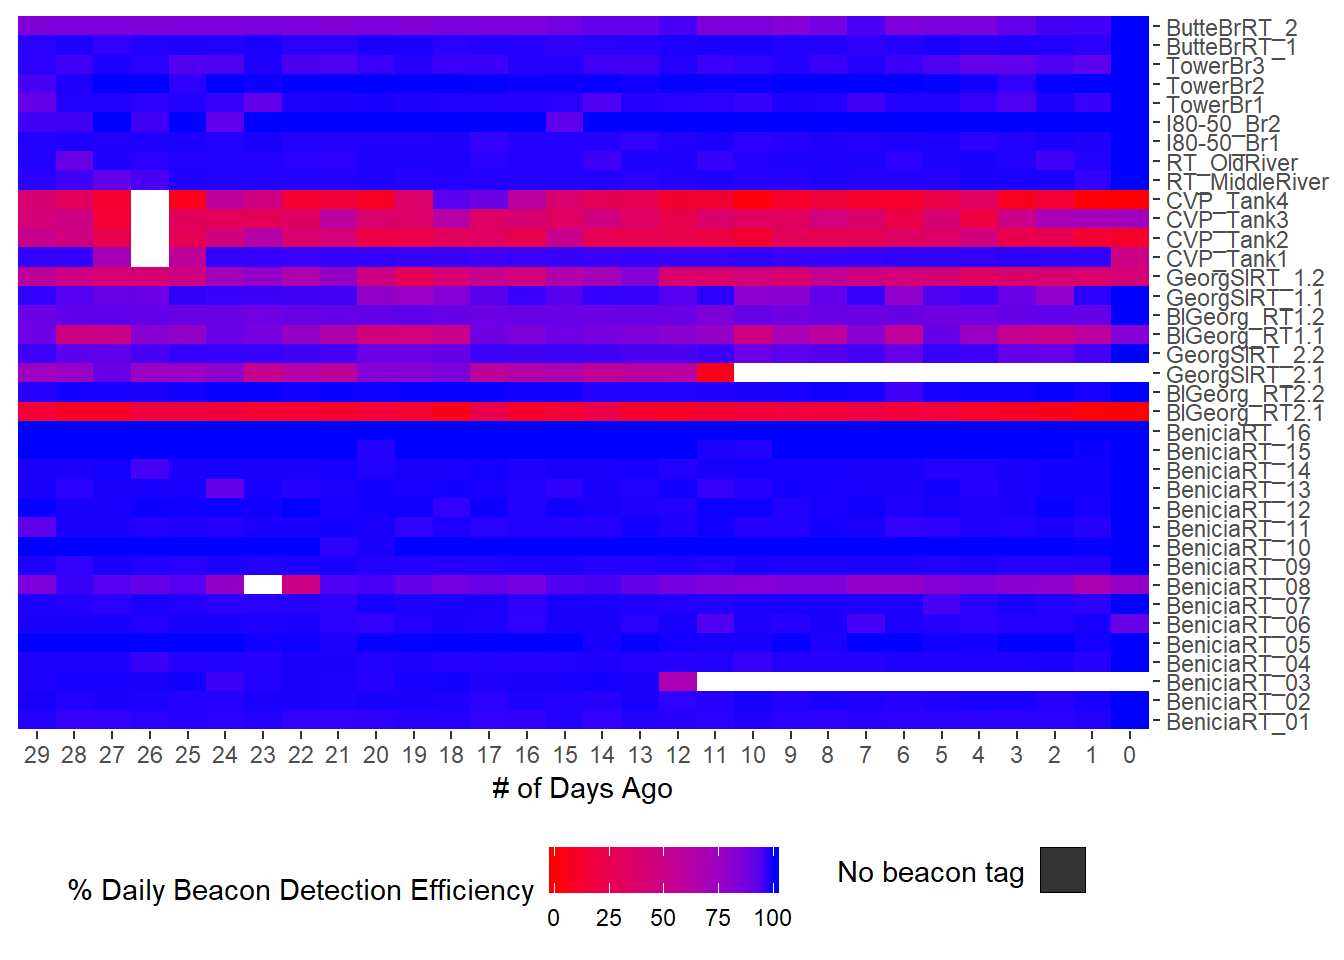 ButteBrRT_2
ButteBrRT_1
TowerBr3
TowerBr2
TowerBr1
I80-50_Br2
I80-50_Br1
RT_OldRiver
RT_MiddleRiver
CVP_Tank4
CVP_Tank3
CVP_Tank2
CVP_Tank1
GeorgSlRT_1.2
GeorgSlRT_1.1
BlGeorg_RT1.2
BlGeorg_RT1.1
GeorgSlRT_2.2
GeorgSlRT_2.1
BlGeorg_RT2.2
BlGeorg_RT2.1
BeniciaRT_16
BeniciaRT_15
BeniciaRT_14
BeniciaRT_13
BeniciaRT_12
BeniciaRT_11
BeniciaRT_10
BeniciaRT_09
BeniciaRT_08
BeniciaRT_07
BeniciaRT_06
BeniciaRT_05
BeniciaRT_04
BeniciaRT_03
BeniciaRT_02
BeniciaRT_01
29 28 27 26 25 24 23 22 21 20 19 18 17 16 15 14 13 12 11 10 9 8 7 6 5 4 3 2 1 0
# of Days Ago
% Daily Beacon Detection Efficiency
0 25 50 75 100
No beacon tag